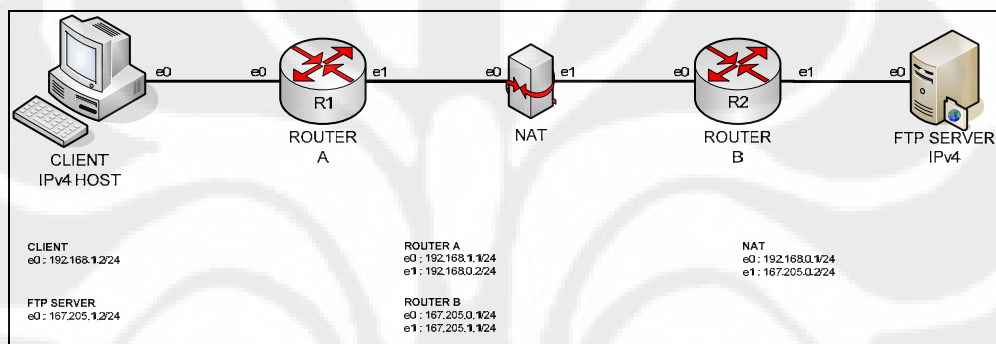 e0 e0 e1 e0 e1 e0 e1 e0
R1 R2
CLIENT
IPv4 HOST
ROUTER
A
NAT
ROUTER
B
FTP SERVER
IPv4
CLIENT
e0 : 192.168.1.2/24
FTP SERVER
e0 : 167.205.1.2/24
ROUTER A
e0 : 192.168.1.1/24
e1 : 192.168.0.2/24
ROUTER B
e0 : 167.205.0.1/24
e1 : 167.205.1.1/24
NAT
e0 : 192.168.0.1/24
e1 : 167.205.0.2/24